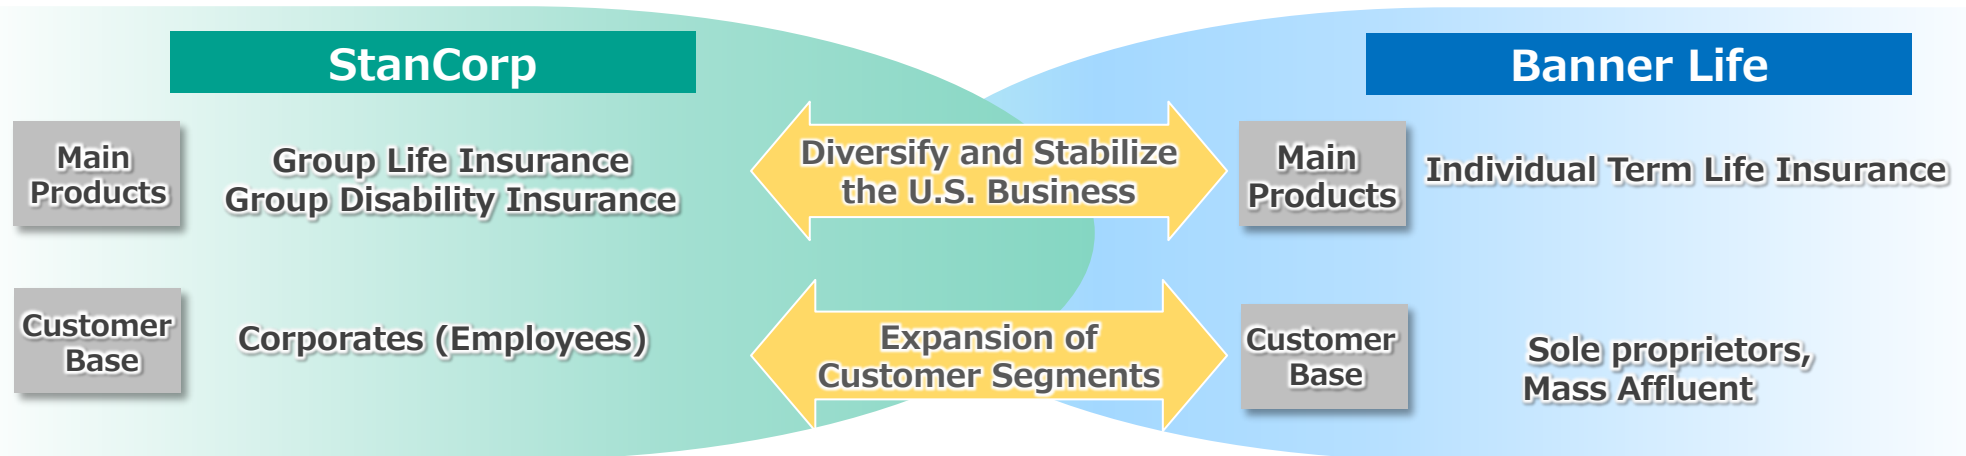 StanCorp
Banner Life
Main
Products
Group Life Insurance
Group Disability Insurance
Diversify and Stabilize
the U.S. Business
Main
Products
Individual Term Life Insurance
Customer
Base
Corporates (Employees)
Expansion of
Customer Segments
Customer
Base
Sole proprietors,
Mass Affluent